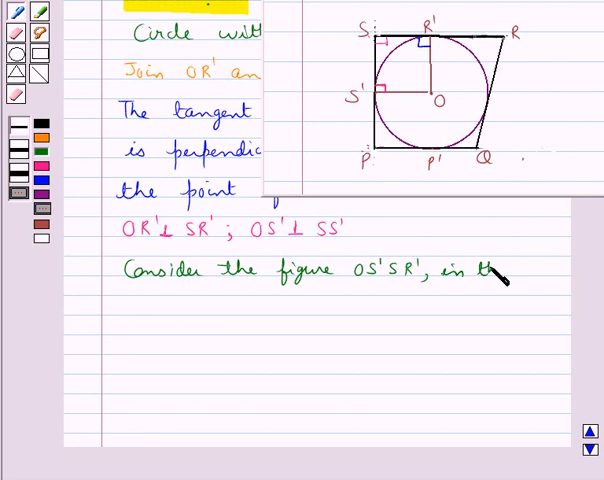 Circle with
Join OR' an
The tangent
is perpendic
the point
OR'⊥ SR' ; OS'⊥ SS'
Consider the figure OS'SR', in th
S R' R
S' O
P P' Q